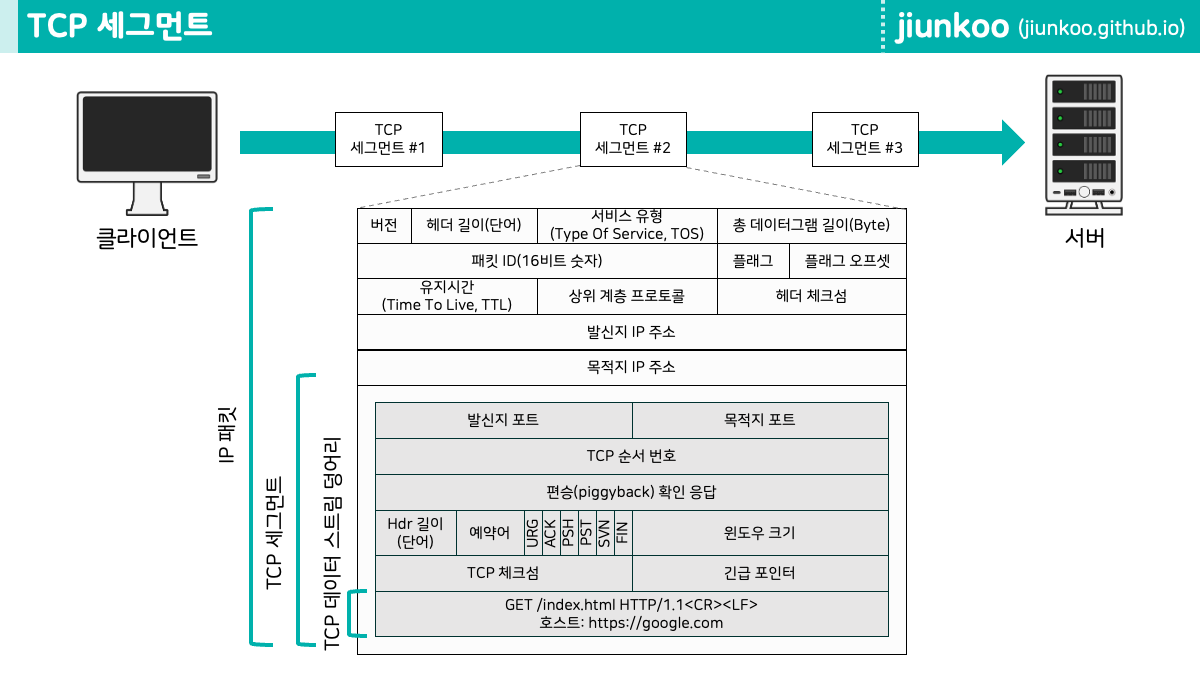 TCP 세그먼트
jiunkoo (jiunkoo.github.io)
TCP
세그먼트 #1
TCP
세그먼트 #2
TCP
세그먼트 #3
클라이언트
서버
버전
헤더 길이(단어)
서비스 유형
(Type Of Service, TOS)
총 데이터그램 길이(Byte)
패킷 ID(16비트 숫자)
플래그
플래그 오프셋
유지시간
(Time To Live, TTL)
상위 계층 프로토콜
헤더 체크섬
발신지 IP 주소
목적지 IP 주소
IP 패킷
TCP 세그먼트
TCP 데이터 스트림 덩어리
발신지 포트
목적지 포트
TCP 순서 번호
편승(piggyback) 확인 응답
Hdr 길이
(단어)
예약어
URG
ACK
PSH
PST
SVN
FIN
윈도우 크기
TCP 체크섬
긴급 포인터
GET /index.html HTTP/1.1<CR><LF>
호스트: https://google.com